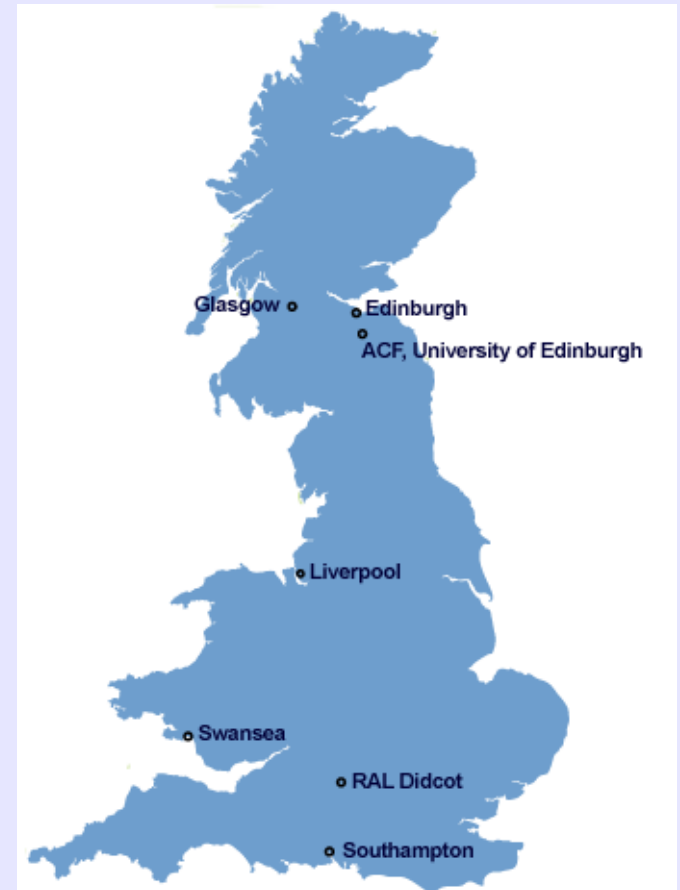 Glasgow
Edinburgh
ACF, University of Edinburgh
Liverpool
Swansea
RAL Didcot
Southampton